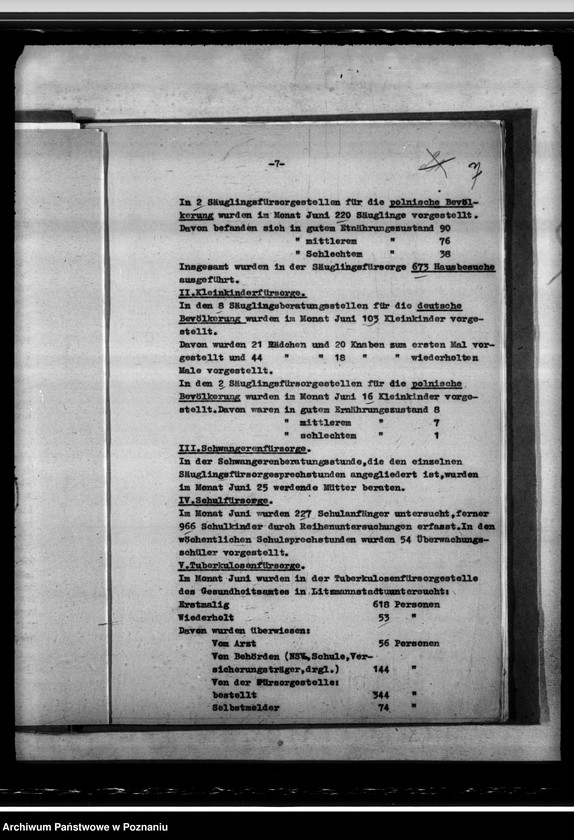 -7-
7
In 2 Säuglingsfürsorgestellen für die polnische Bevöl-
kerung wurden im Monat Juni 220 Säuglinge vorgestellt.
Davon befanden sich in gutem Etnährungszustand 90
" mittlerem " 76
" Schlechtem " 38
Insgesamt wurden in der Säuglingsfürsorge 673 Hausbesuche
ausgeführt.
II.Kleinkinderfürsorge.
In den 8 Säuglingsberatungsstellen für die deutsche
Bevölkerung wurden im Monat Juni 103 Kleinkinder vorge-
stellt.
Davon wurden 21 Mädchen und 20 Knaben zum ersten Mal vor-
gestellt und 44 " " 18 " " wiederholten
Male vorgestellt.
In den 2 Säuglingsfürsorgestellen für die polnische
Bevölkerung wurden im Monat Juni 16 Kleinkinder vorge-
stellt.Davon waren in gutem Ernährungszustand 8
" mittlerem " 7
" schlechtem " 1
III.Schwangerenfürsorge.
In der Schwangerenberatungsstunde,die den einzelnen
Säuglingsfürsorgesprechstunden angegliedert ist,wurden
im Monat Juni 25 werdende Mütter beraten.
IV.Schulfürsorge.
Im Monat Juni wurden 227 Schulanfänger untersucht,ferner
966 Schulkinder durch Reihenuntersuchungen erfasst.In den
wöchentlichen Schulsprechstunden wurden 54 Überwachungs-
schüler vorgestellt.
V.Tuberkulosenfürsorge.
Im Monat Juni wurden in der Tuberkulosenfürsorgestelle
des Gesundheitsamtes in Litzmannstadtuntersucht:
Erstmalig 618 Personen
Wiederholt 53 "
Davon wurden überwiesen:
Vom Arzt 56 Personen
Von Behörden (NSV,Schule,Ver-
sicherungsträger,drgl.) 144 "
Von der Fürsorgestelle:
bestellt 344 "
Selbstmelder 74 "
Archiwum Państwowe w Poznaniu